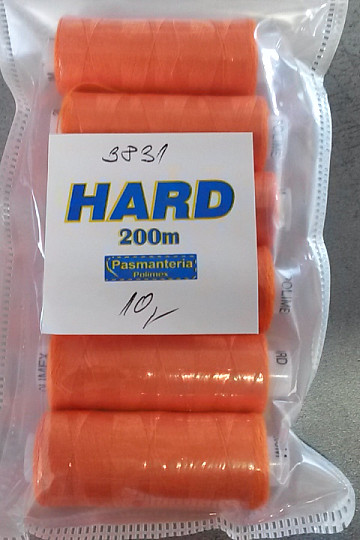 3831
HARD
200m
Pasmanteria
Polimex
10,-